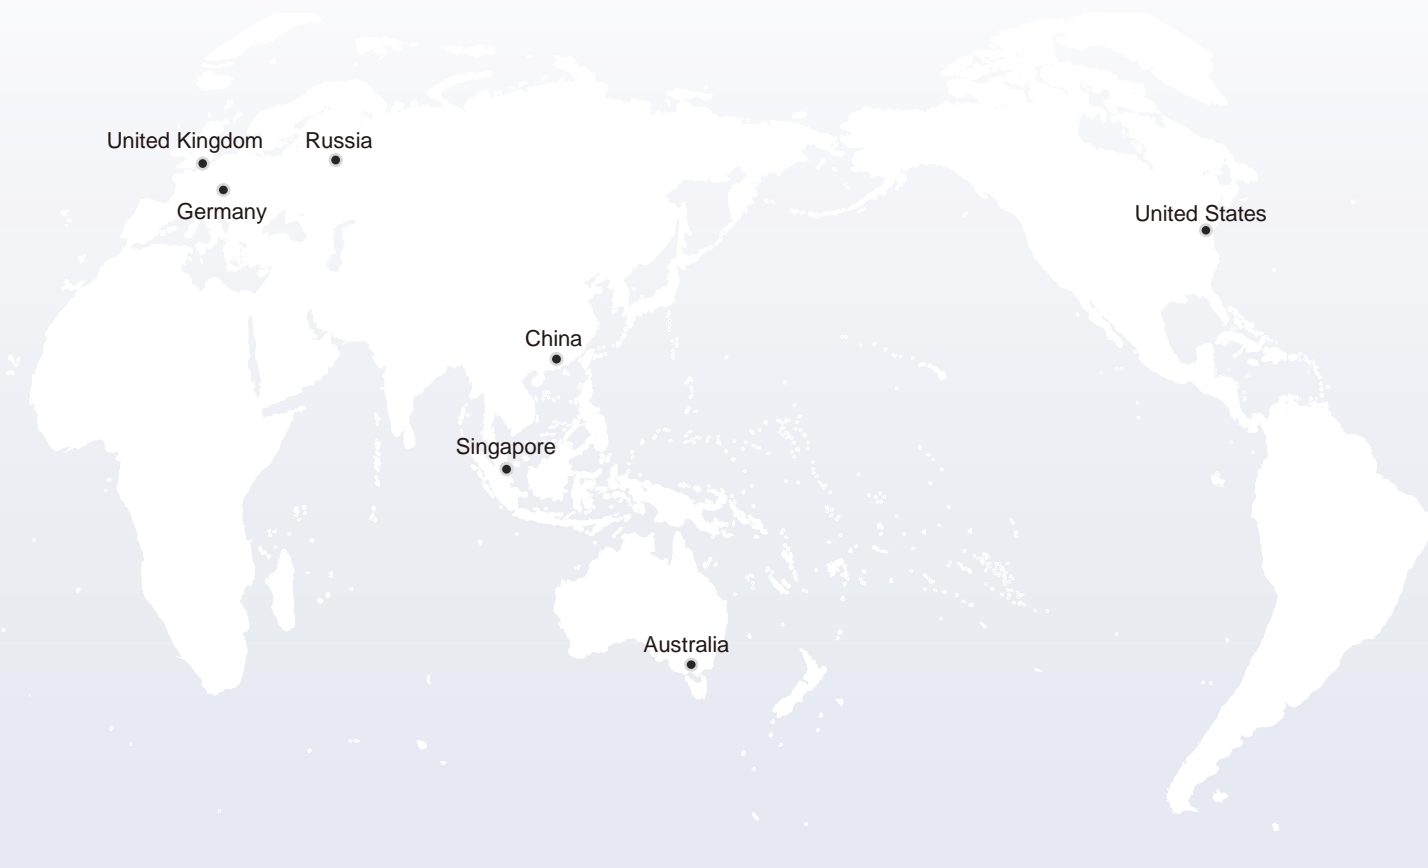 United Kingdom
Russia
Germany
United States
China
Singapore
Australia